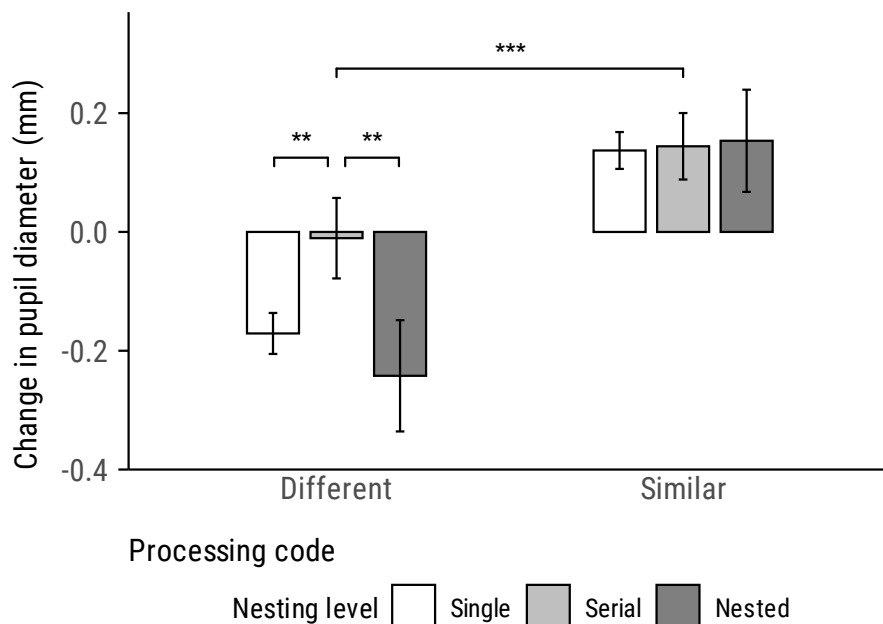 ***
0.2
**
**
0.0
-0.2
-0.4
Change in pupil diameter (mm)
Different
Similar
Processing code
Nesting level
Single
Serial
Nested